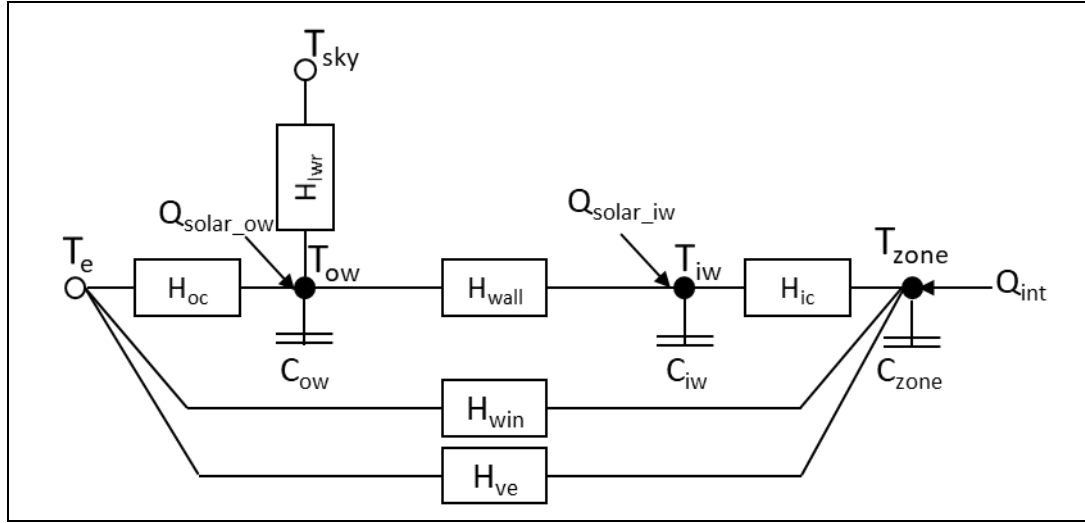 T_sky
H_lwr
Q_solar_ow
Q_solar_iw
T_e
T_ow
T_iw
T_zone
H_oc
H_wall
H_ic
Q_int
C_ow
C_iw
C_zone
H_win
H_ve